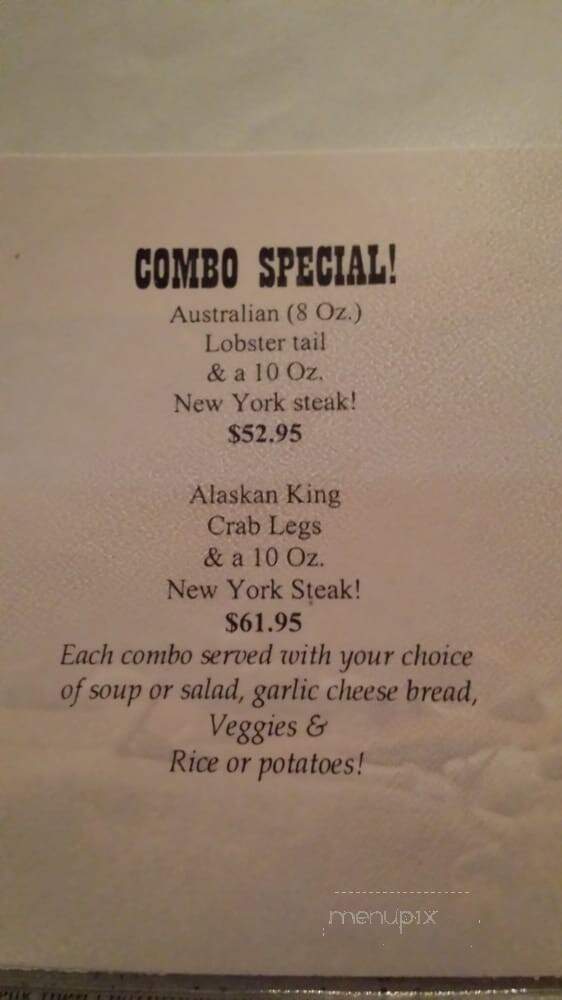 COMBO SPECIAL!
Australian (8 Oz.)
Lobster tail
& a 10 Oz.
New York steak!
$52.95
Alaskan King
Crab Legs
& a 10 Oz.
New York Steak!
$61.95
Each combo served with your choice
of soup or salad, garlic cheese bread,
Veggies &
Rice or potatoes!
menupix